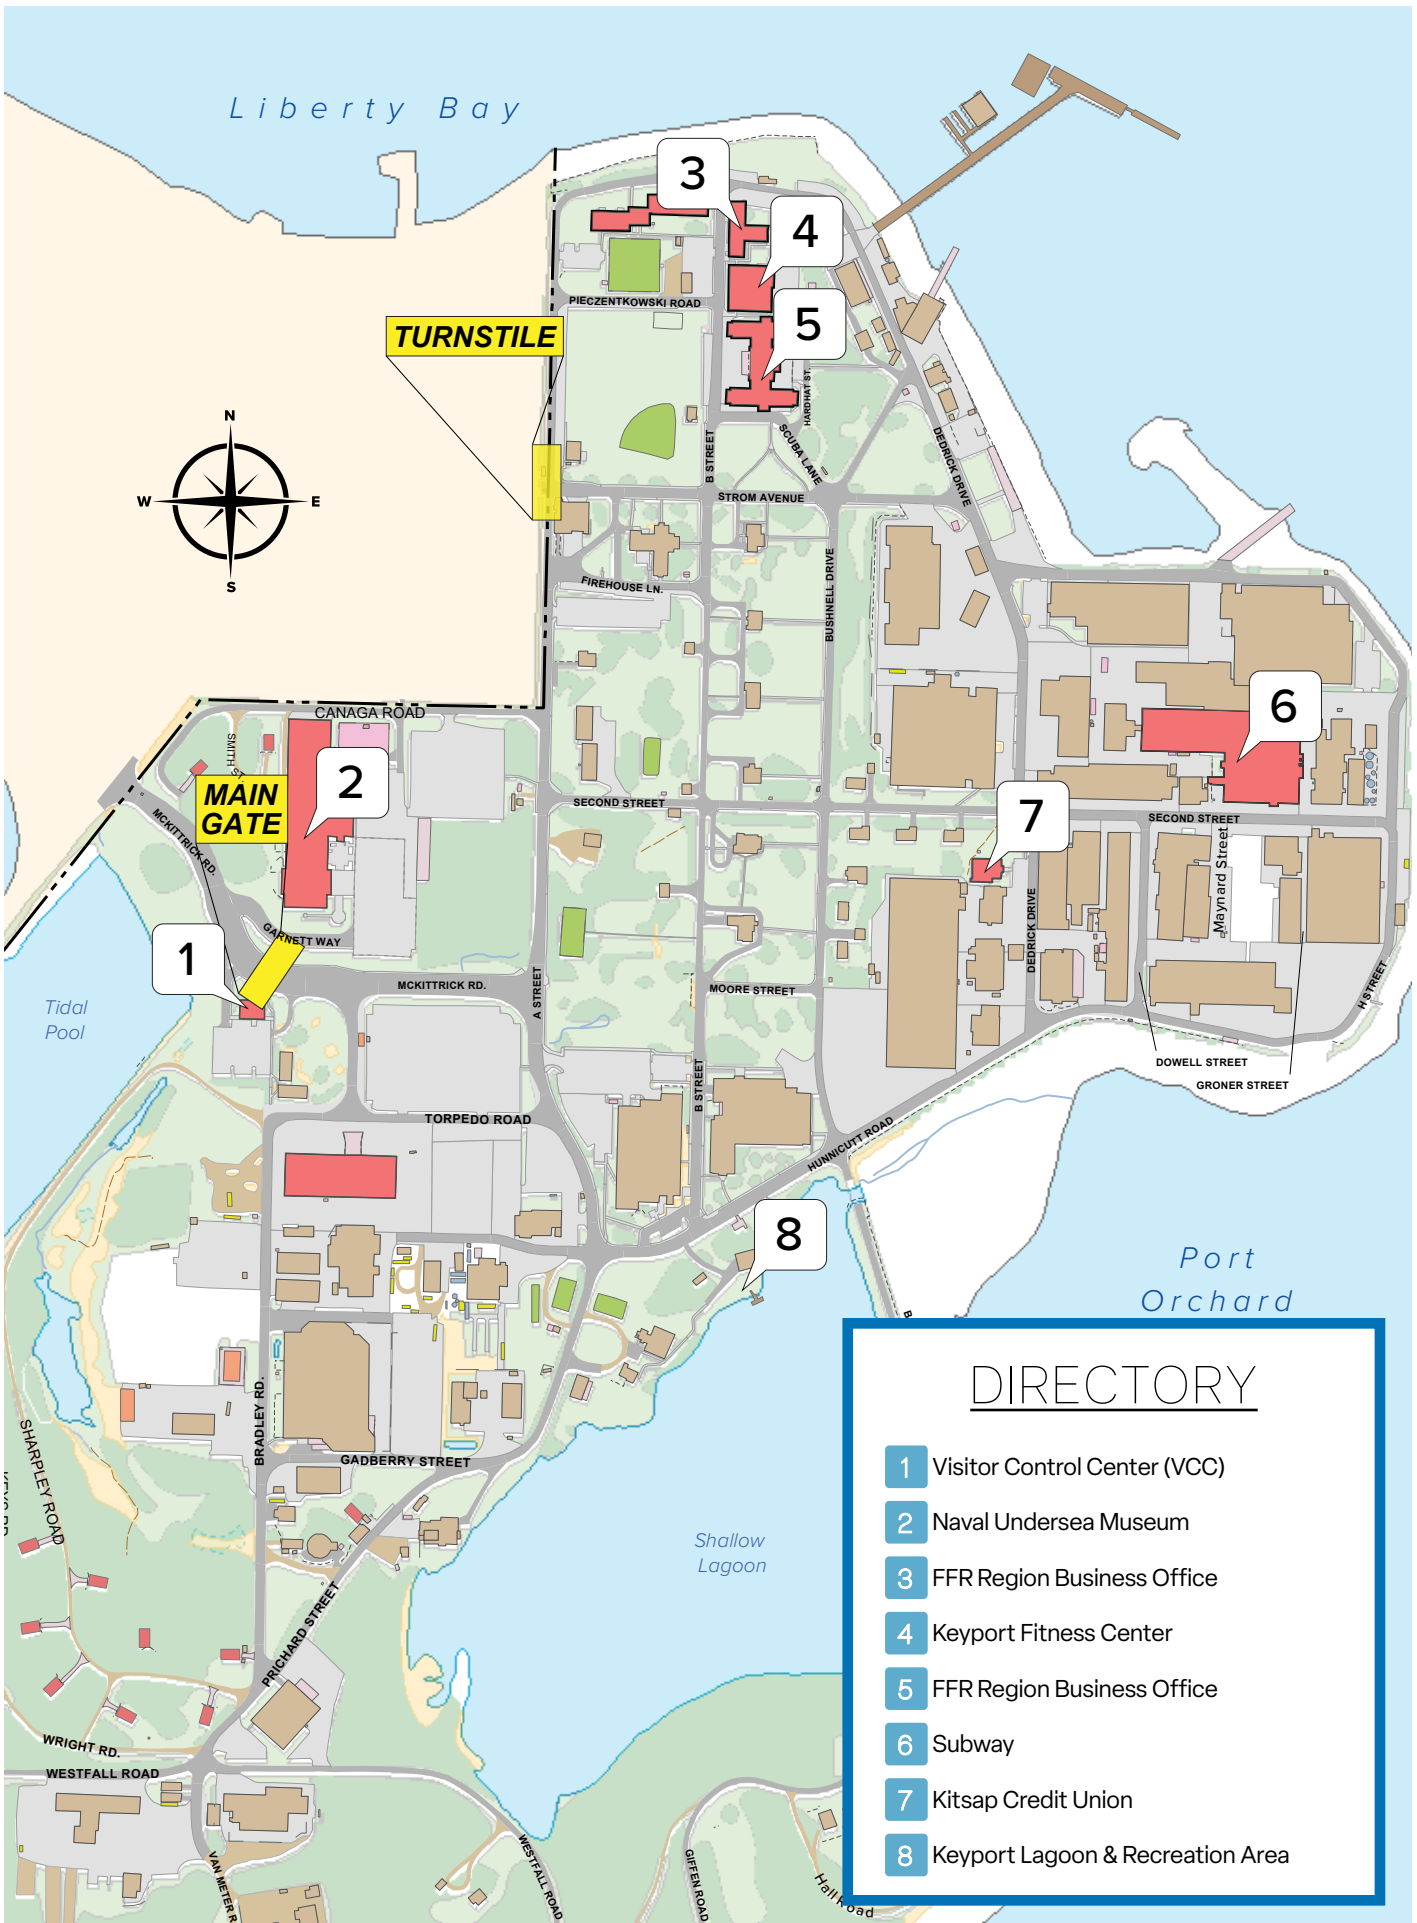 Liberty Bay
3
4
PIECZENTKOWSKI ROAD
5
TURNSTILE
HARDHAT ST.
N
W
E
S
B STREET
SCUBA LANE
DEDRICK DRIVE
STROM AVENUE
FIREHOUSE LN.
BUSHNELL DRIVE
CANAGA ROAD
SMITH ST.
6
2
MAIN
GATE
7
SECOND STREET
SECOND STREET
MCKITTRICK RD.
Maynard Street
GARNETT WAY
1
DEDRICK DRIVE
MCKITTRICK RD.
A STREET
MOORE STREET
H STREET
Tidal
Pool
DOWELL STREET
GRONER STREET
B STREET
TORPEDO ROAD
HUNNICUTT ROAD
8
Port
Orchard
B
BRADLEY RD.
SHARPLEY ROAD
GADBERRY STREET
Shallow
Lagoon
PRICHARD STREET
WRIGHT RD.
WESTFALL ROAD
VAN METER R
WESTFALL ROAD
GIFFEN ROAD
Hall Road
DIRECTORY
1 Visitor Control Center (VCC)
2 Naval Undersea Museum
3 FFR Region Business Office
4 Keyport Fitness Center
5 FFR Region Business Office
6 Subway
7 Kitsap Credit Union
8 Keyport Lagoon & Recreation Area